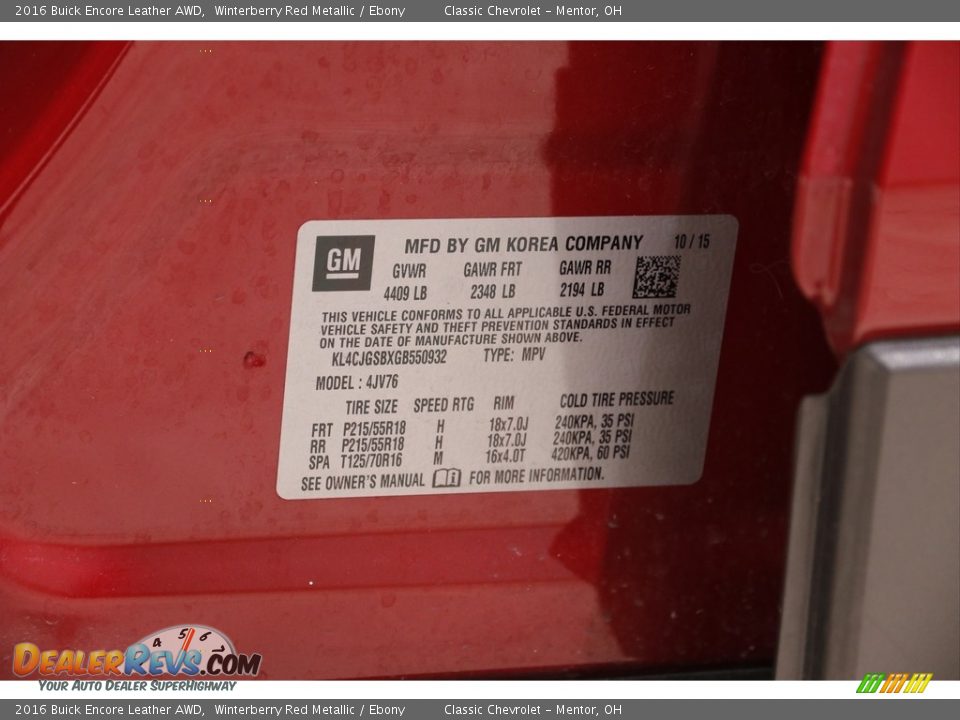 2016 Buick Encore Leather AWD, Winterberry Red Metallic / Ebony Classic Chevrolet – Mentor, OH
GM
MFD BY GM KOREA COMPANY 10 / 15
GVWR GAWR FRT GAWR RR
4409 LB 2348 LB 2194 LB
THIS VEHICLE CONFORMS TO ALL APPLICABLE U.S. FEDERAL MOTOR
VEHICLE SAFETY AND THEFT PREVENTION STANDARDS IN EFFECT
ON THE DATE OF MANUFACTURE SHOWN ABOVE.
KL4CJGSBXGB550932 TYPE: MPV
MODEL : 4JV76
TIRE SIZE SPEED RTG RIM COLD TIRE PRESSURE
FRT P215/55R18 H 18x7.0J 240KPA, 35 PSI
RR P215/55R18 H 18x7.0J 240KPA, 35 PSI
SPA T125/70R16 M 16x4.0T 420KPA, 60 PSI
SEE OWNER'S MANUAL FOR MORE INFORMATION.
4 5 6
DEALERREVS.COM
YOUR AUTO DEALER SUPERHIGHWAY
2016 Buick Encore Leather AWD, Winterberry Red Metallic / Ebony Classic Chevrolet – Mentor, OH